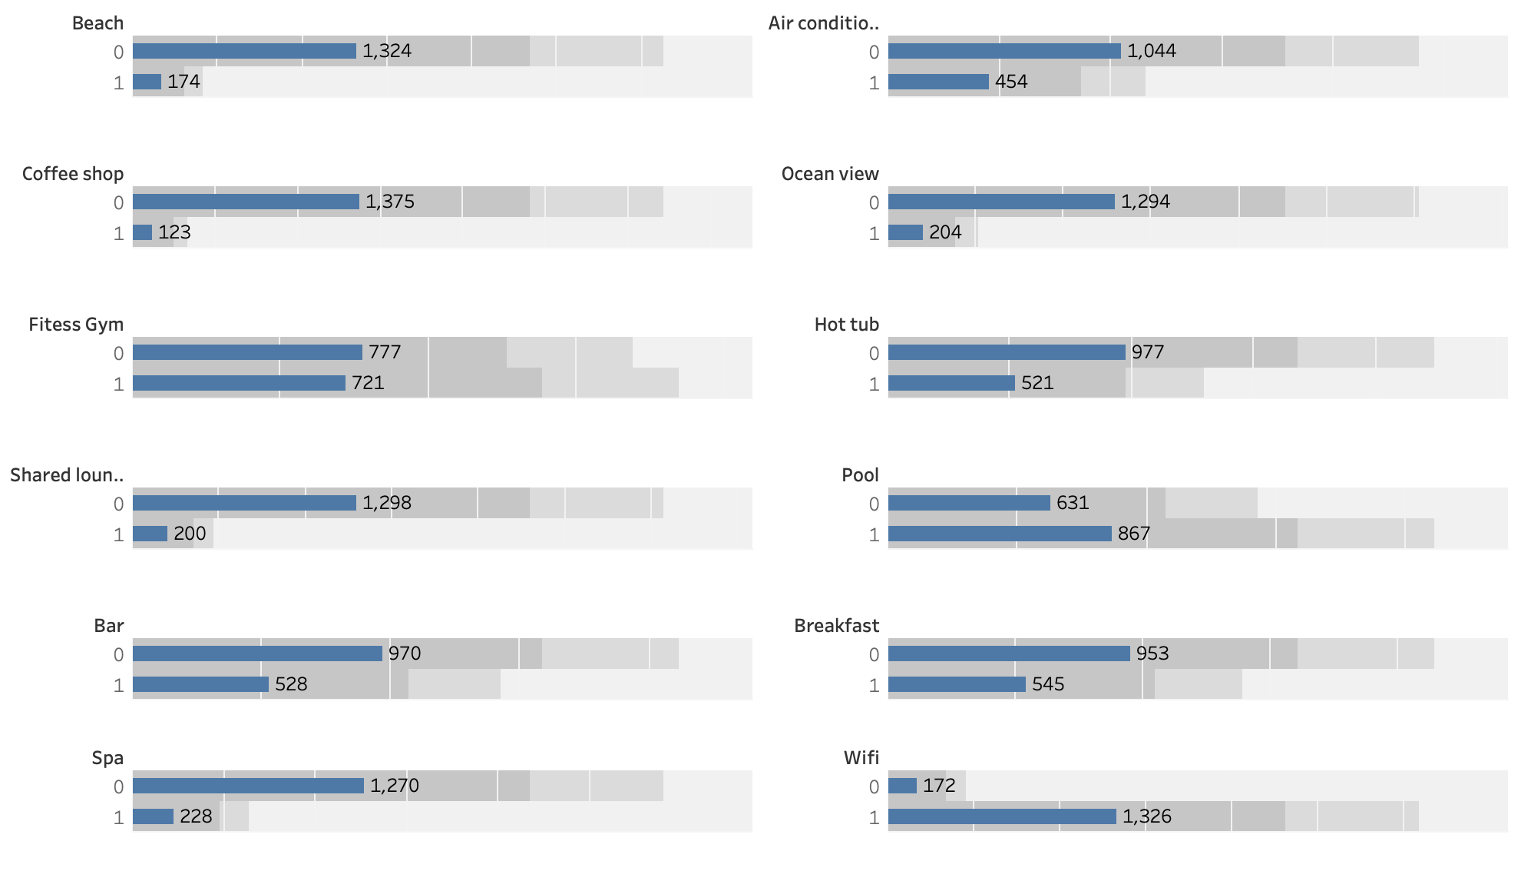 Beach
0 1,324
1 174
Air conditio..
0 1,044
1 454
Coffee shop
0 1,375
1 123
Ocean view
0 1,294
1 204
Fitess Gym
0 777
1 721
Hot tub
0 977
1 521
Shared loun..
0 1,298
1 200
Pool
0 631
1 867
Bar
0 970
1 528
Breakfast
0 953
1 545
Spa
0 1,270
1 228
Wifi
0 172
1 1,326